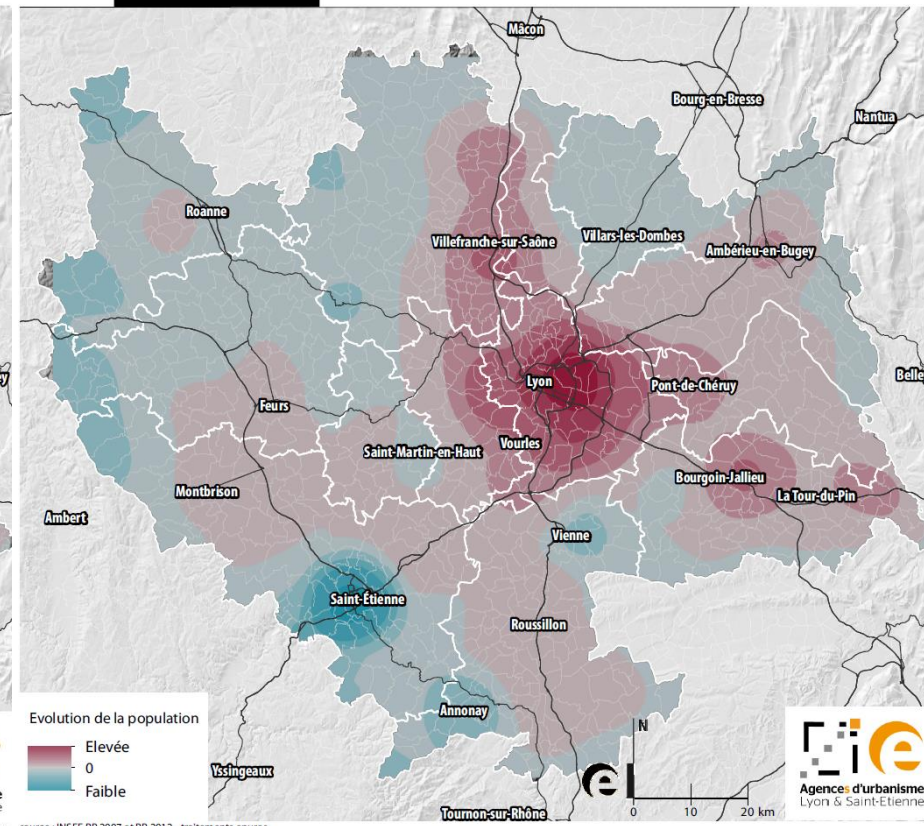 Mâcon
Bourg-en-Bresse
Nantua
Roanne
Villefranche-sur-Saône
Villars-les-Dombes
Ambérieu-en-Bugey
Lyon
Pont-de-Chéruy
Belle
Feurs
Saint-Martin-en-Haut
Vourles
Montbrison
Bourgoin-Jallieu
La Tour-du-Pin
Ambert
Vienne
Saint-Étienne
Roussillon
Annonay
Evolution de la population
Elevée
0
Faible
Yssingeaux
Tournon-sur-Rhône
N
0 10 20 km
Agences d'urbanisme
Lyon & Saint-Etienne